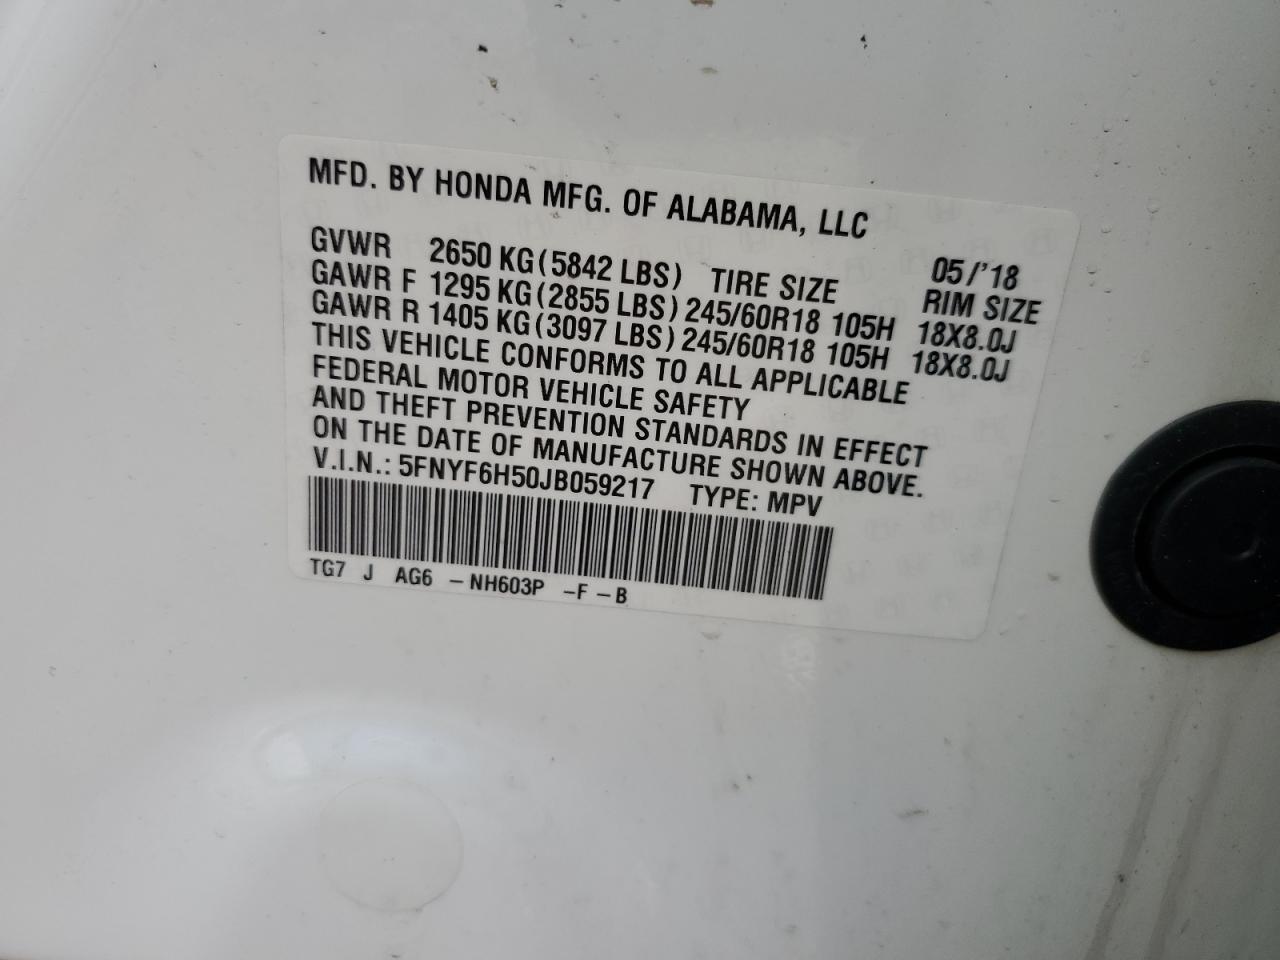 MFD. BY HONDA MFG. OF ALABAMA, LLC
05/'18
GVWR 2650 KG(5842 LBS) TIRE SIZE RIM SIZE
GAWR F 1295 KG(2855 LBS) 245/60R18 105H 18X8.0J
GAWR R 1405 KG(3097 LBS) 245/60R18 105H 18X8.0J
THIS VEHICLE CONFORMS TO ALL APPLICABLE
FEDERAL MOTOR VEHICLE SAFETY
AND THEFT PREVENTION STANDARDS IN EFFECT
ON THE DATE OF MANUFACTURE SHOWN ABOVE.
V.I.N.: 5FNYF6H50JB059217 TYPE: MPV
TG7 J AG6 -NH603P -F -B